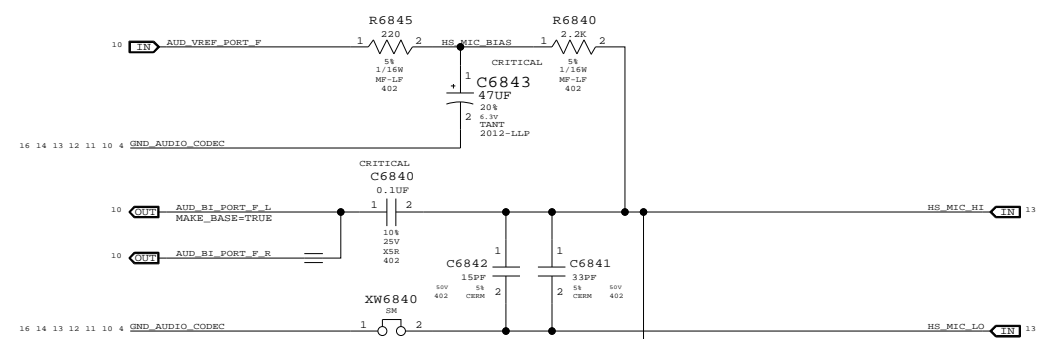 R6845
220
5%
1/16W
MF-LF
402
R6840
2.2K
5%
1/16W
MF-LF
402
10 IN AUD_VREF_PORT_F 1 2 HS_MIC_BIAS 1 2
CRITICAL
C6843
47UF
20%
6.3V
TANT
2012-LLP
1
+
2
16 14 13 12 11 10 4 GND_AUDIO_CODEC
CRITICAL
C6840
0.1UF
10%
25V
X5R
402
10 OUT AUD_BI_PORT_F_L 1 2 HS_MIC_HI IN 13
MAKE_BASE=TRUE
10 OUT AUD_BI_PORT_F_R
1
C6842
15PF
50V 5%
402 CERM
2
1
C6841
33PF
5% 50V
CERM 402
2
XW6840
SM
16 14 13 12 11 10 4 GND_AUDIO_CODEC 1 2 HS_MIC_LO IN 13